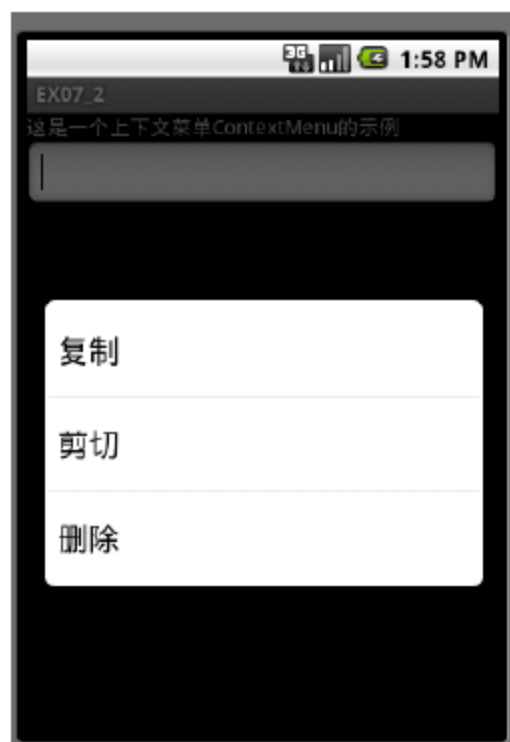 3G
1:58 PM
EX07_2
这是一个上下文菜单ContextMenu的示例
复制
剪切
删除